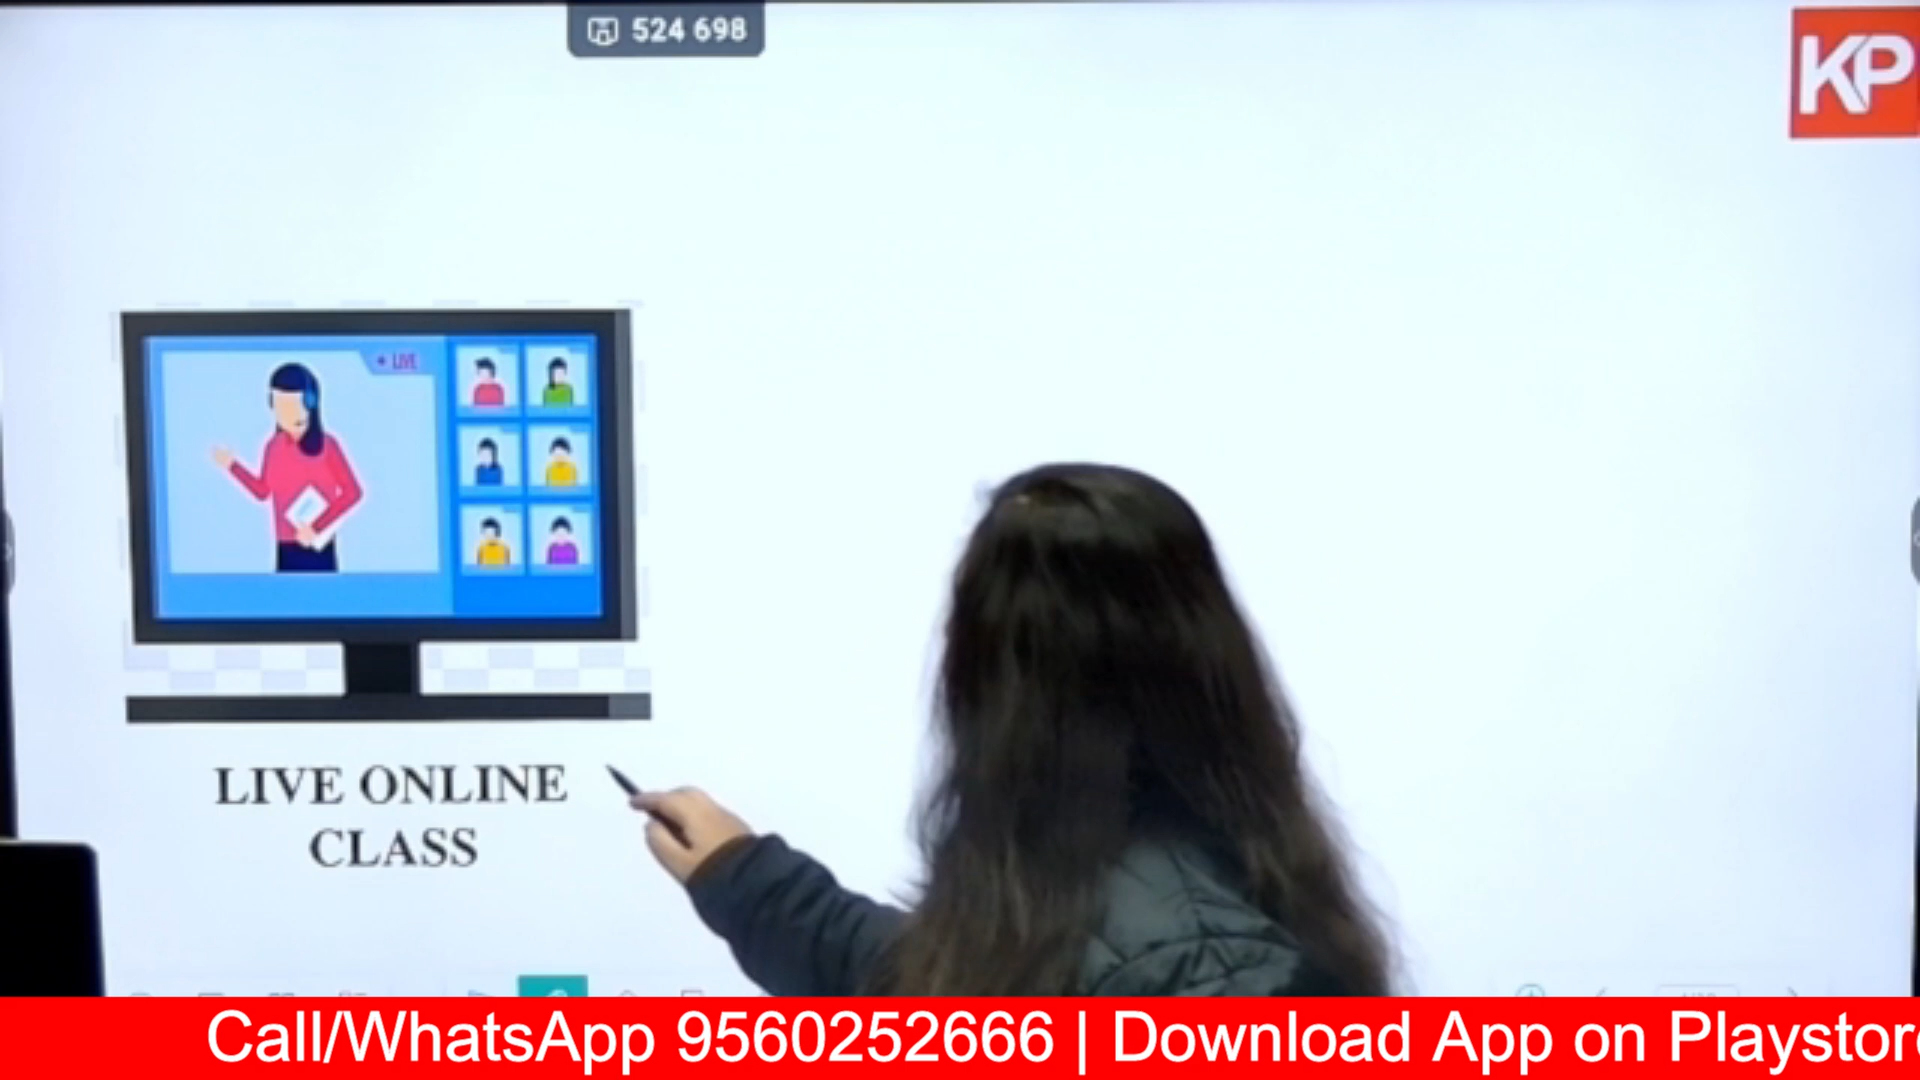 524 698
KP
LIVE
LIVE ONLINE
CLASS
Call/WhatsApp 9560252666 | Download App on Playstore